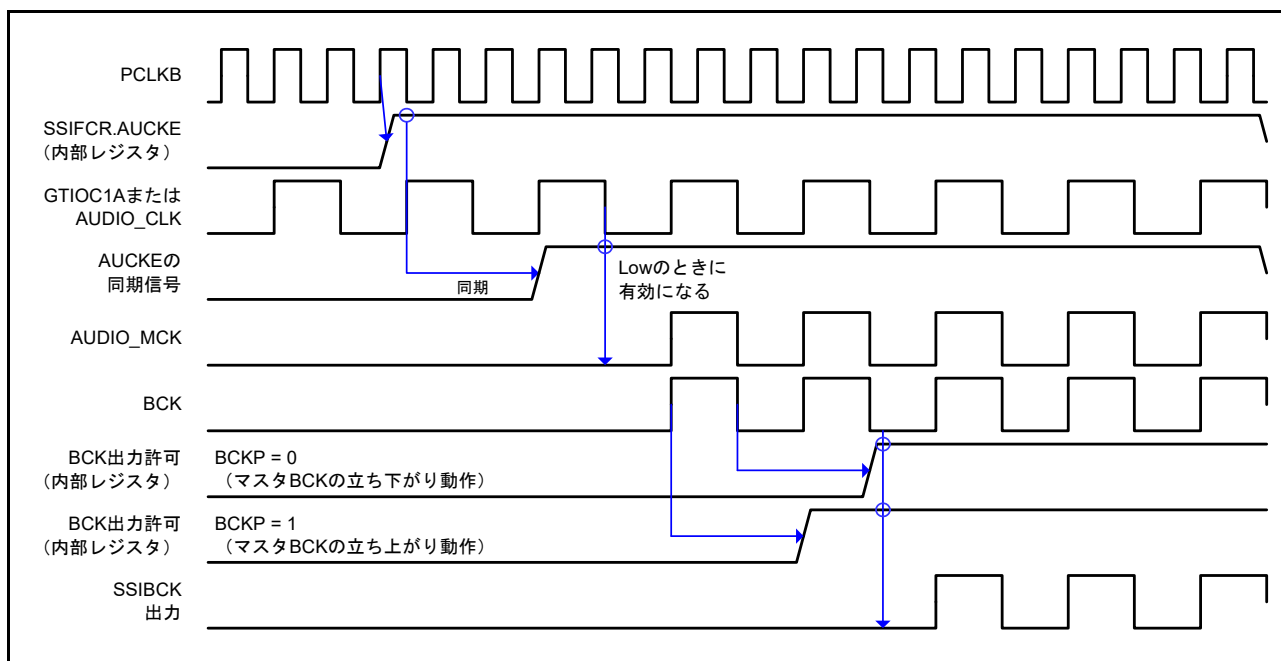 PCLKB
SSIFCR.AUCKE
（内部レジスタ）
GTIOC1Aまたは
AUDIO_CLK
AUCKEの
同期信号
同期
Lowのときに
有効になる
AUDIO_MCK
BCK
BCK出力許可
（内部レジスタ）
BCKP = 0
（マスタBCKの立ち下がり動作）
BCK出力許可
（内部レジスタ）
BCKP = 1
（マスタBCKの立ち上がり動作）
SSIBCK
出力